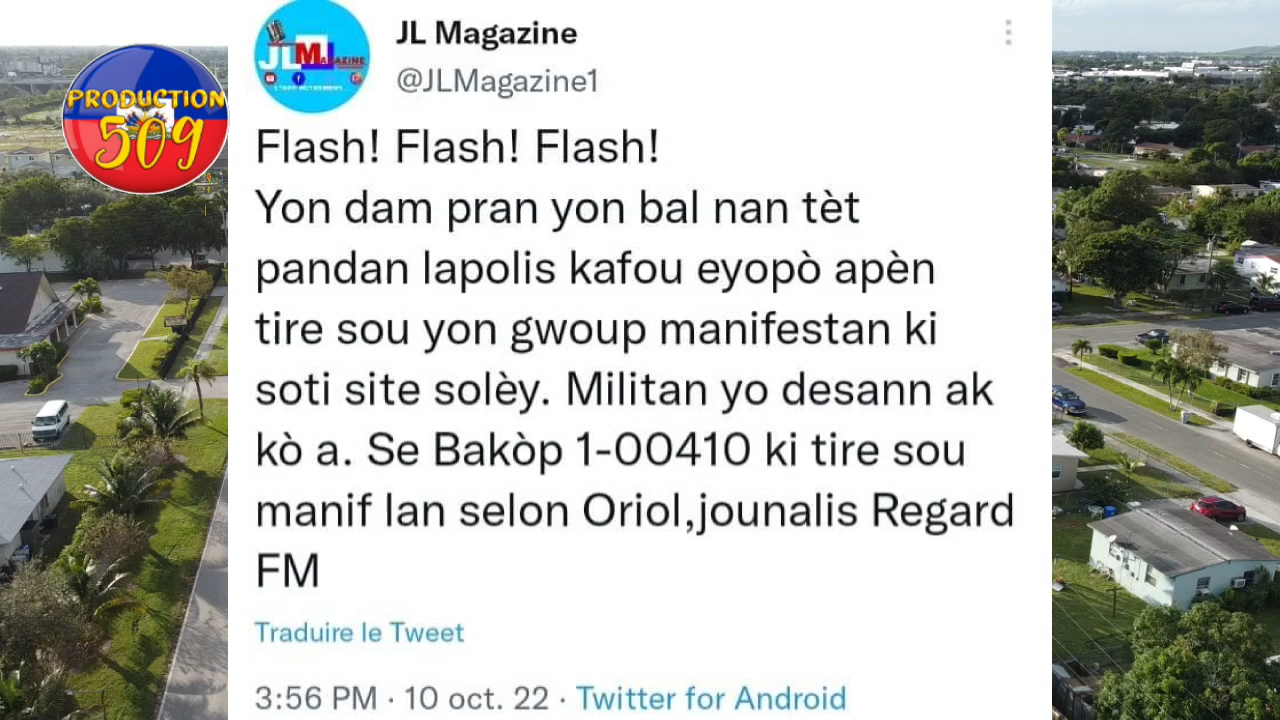 JL Magazine
@JLMagazine1
PRODUCTION
509
JLMAGAZINE
Flash! Flash! Flash!
Yon dam pran yon bal nan tèt
pandan lapolis kafou eyopò apèn
tire sou yon gwoup manifestan ki
soti site solèy. Militan yo desann ak
kò a. Se Bakòp 1-00410 ki tire sou
manif lan selon Oriol,jounalis Regard
FM
Traduire le Tweet
3:56 PM · 10 oct. 22 · Twitter for Android